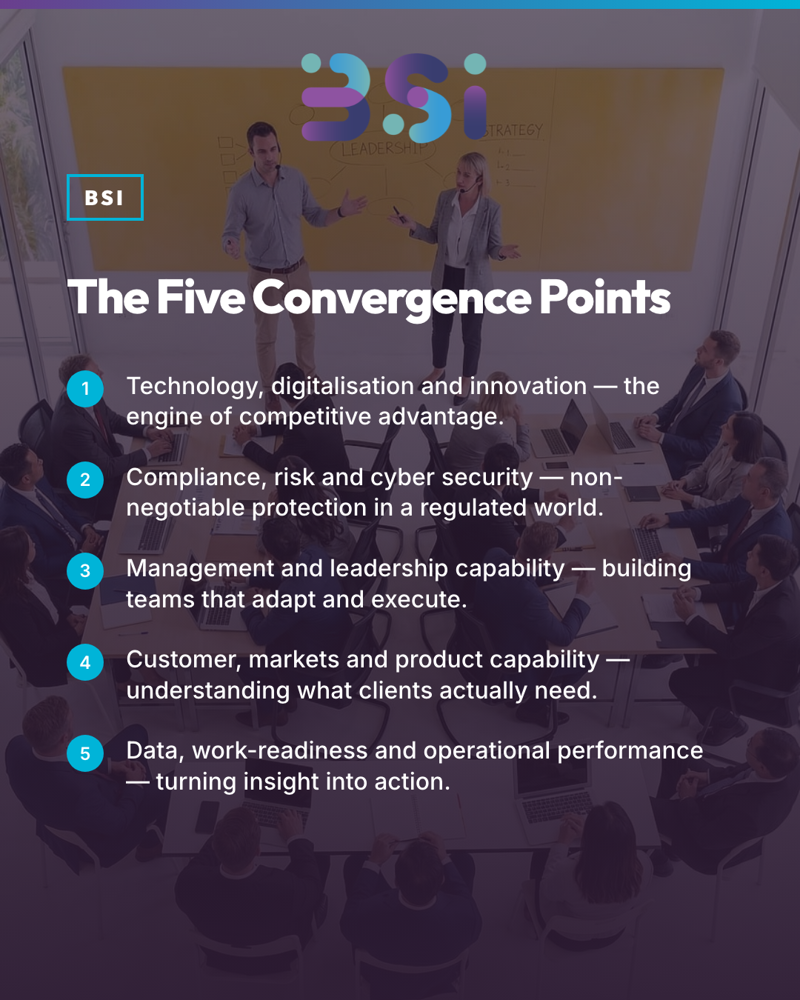 BSi
LEADERSHIP
STRATEGY
1.
2.
3.
BSI
The Five Convergence Points
1
Technology, digitalisation and innovation — the
engine of competitive advantage.
2
Compliance, risk and cyber security — non-
negotiable protection in a regulated world.
3
Management and leadership capability — building
teams that adapt and execute.
4
Customer, markets and product capability —
understanding what clients actually need.
5
Data, work-readiness and operational performance
— turning insight into action.